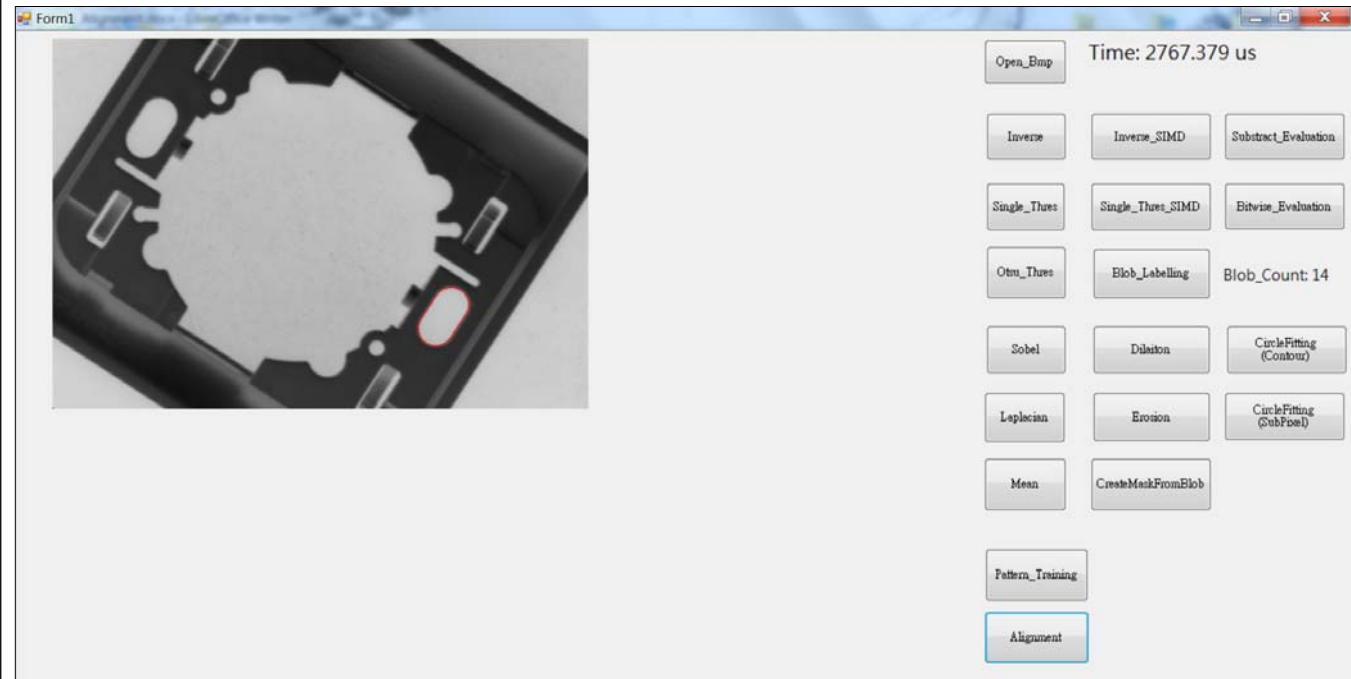 Form1
Open_Bmp
Time: 2767.379 us
Inverse
Inverse_SIMD
Substract_Evaluation
Single_Thres
Single_Thres_SIMD
Bitwise_Evaluation
Otsu_Thres
Blob_Labelling
Blob_Count: 14
Sobel
Dilaiton
CircleFitting
(Contour)
Laplacian
Erosion
CircleFitting
(SubPixel)
Mean
CreateMaskFromBlob
Pattern_Training
Alignment